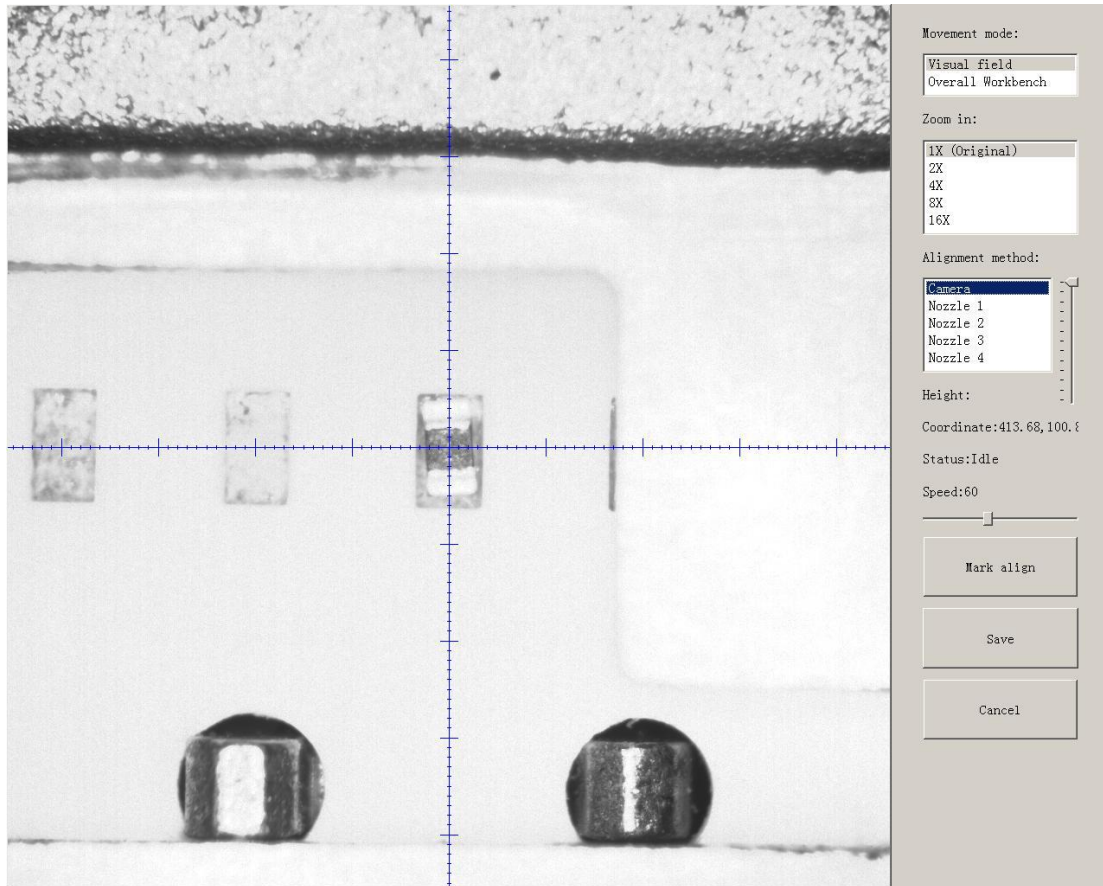 Movement mode:
Visual field
Overall Workbench
Zoom in:
1X (Original)
2X
4X
8X
16X
Alignment method:
Camera
Nozzle 1
Nozzle 2
Nozzle 3
Nozzle 4
Height:
Coordinate:413.68,100.
Status:Idle
Speed:60
Mark align
Save
Cancel